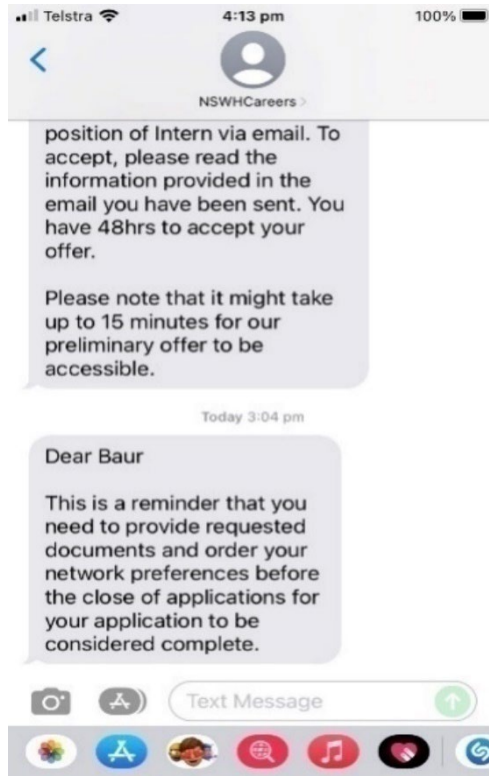 Telstra
4:13 pm
100%
NSWHCareers
position of Intern via email. To
accept, please read the
information provided in the
email you have been sent. You
have 48hrs to accept your
offer.
Please note that it might take
up to 15 minutes for our
preliminary offer to be
accessible.
Today 3:04 pm
Dear Baur
This is a reminder that you
need to provide requested
documents and order your
network preferences before
the close of applications for
your application to be
considered complete.
Text Message